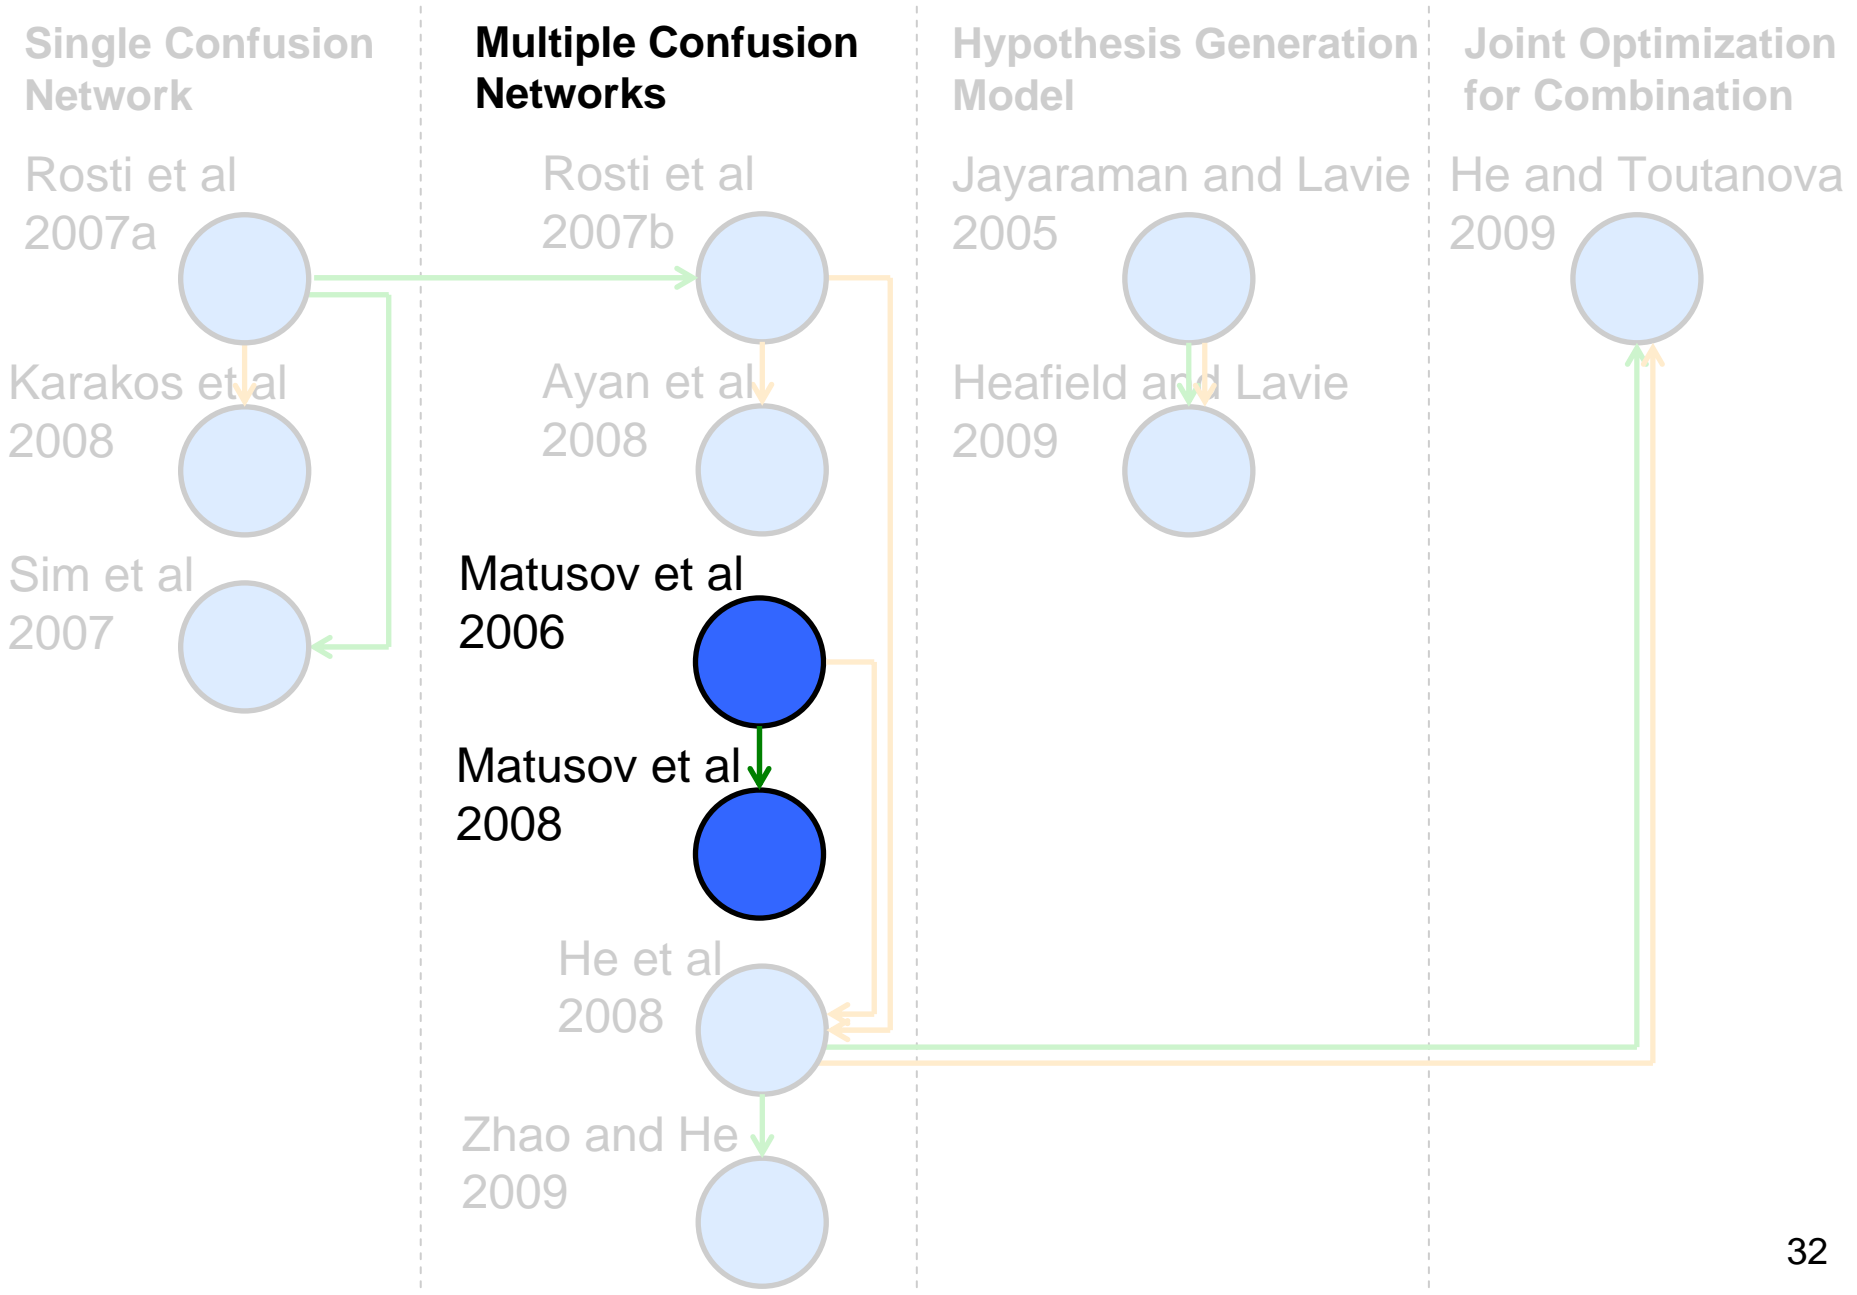 Single Confusion
Network
Multiple Confusion
Networks
Hypothesis Generation
Model
Joint Optimization
for Combination
Rosti et al
2007a
Rosti et al
2007b
Jayaraman and Lavie
2005
He and Toutanova
2009
Karakos et al
2008
Ayan et al
2008
Heafield and Lavie
2009
Sim et al
2007
Matusov et al
2006
Matusov et al
2008
He et al
2008
Zhao and He
2009
32